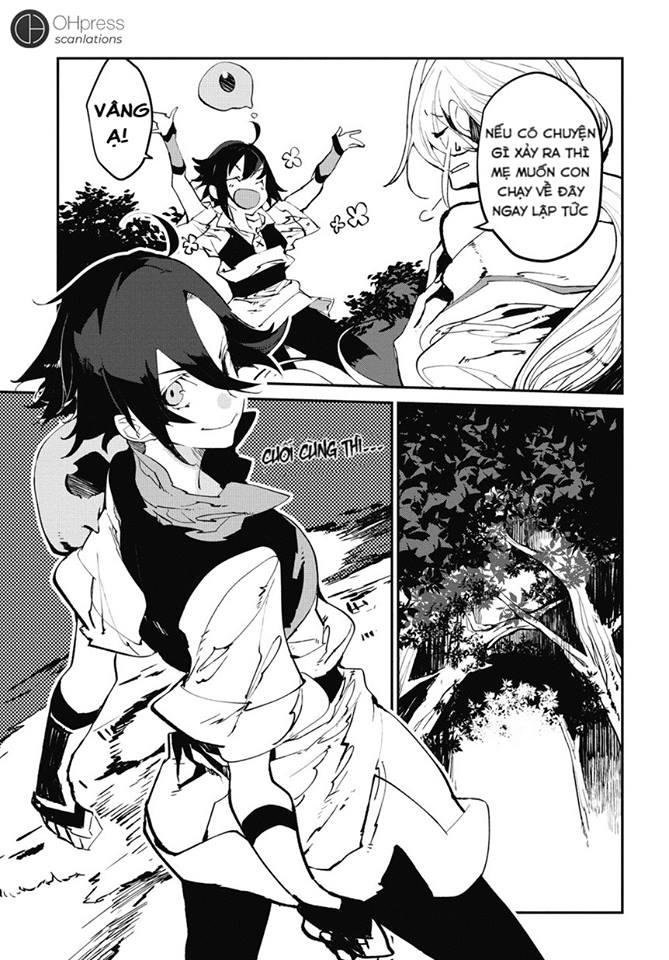 OHpress
scanlations
NẾU CÓ CHUYỆN
GÌ XẢY RA THÌ
MẸ MUỐN CON
CHẠY VỀ ĐÂY
NGAY LẬP TỨC
VÂNG
Ạ!
CUỐI CÙNG THÌ---